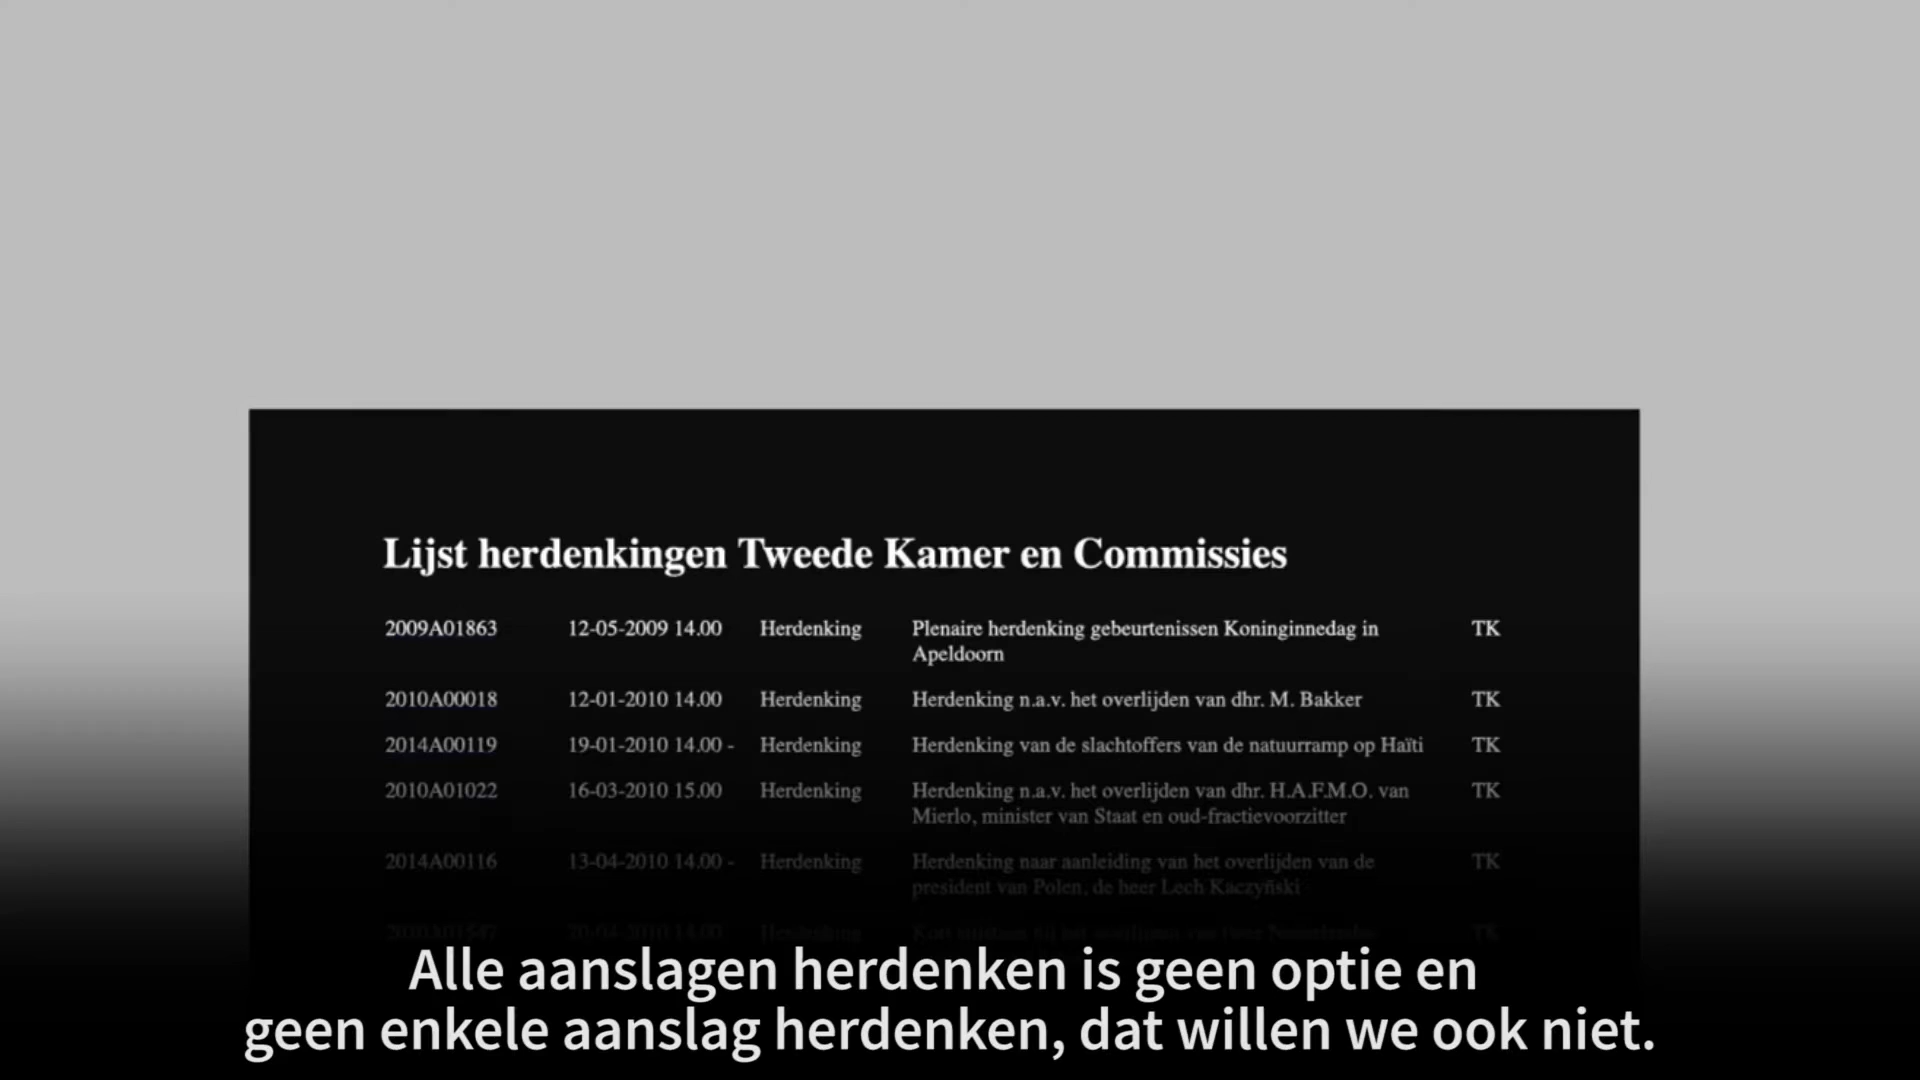 Lijst herdenkingen Tweede Kamer en Commissies
2009A01863 12-05-2009 14.00 Herdenking Plenaire herdenking gebeurtenissen Koninginnedag in TK
Apeldoorn
2010A00018 12-01-2010 14.00 Herdenking Herdenking n.a.v. het overlijden van dhr. M. Bakker TK
2014A00119 19-01-2010 14.00 - Herdenking Herdenking van de slachtoffers van de natuurramp op Haïti TK
2010A01022 16-03-2010 15.00 Herdenking Herdenking n.a.v. het overlijden van dhr. H.A.F.M.O. van TK
Mierlo, minister van Staat en oud-fractievoorzitter
2014A00116 13-04-2010 14.00 - Herdenking Herdenking naar aanleiding van het overlijden van de TK
president van Polen, de heer Lech Kaczyñski
Alle aanslagen herdenken is geen optie en
geen enkele aanslag herdenken, dat willen we ook niet.